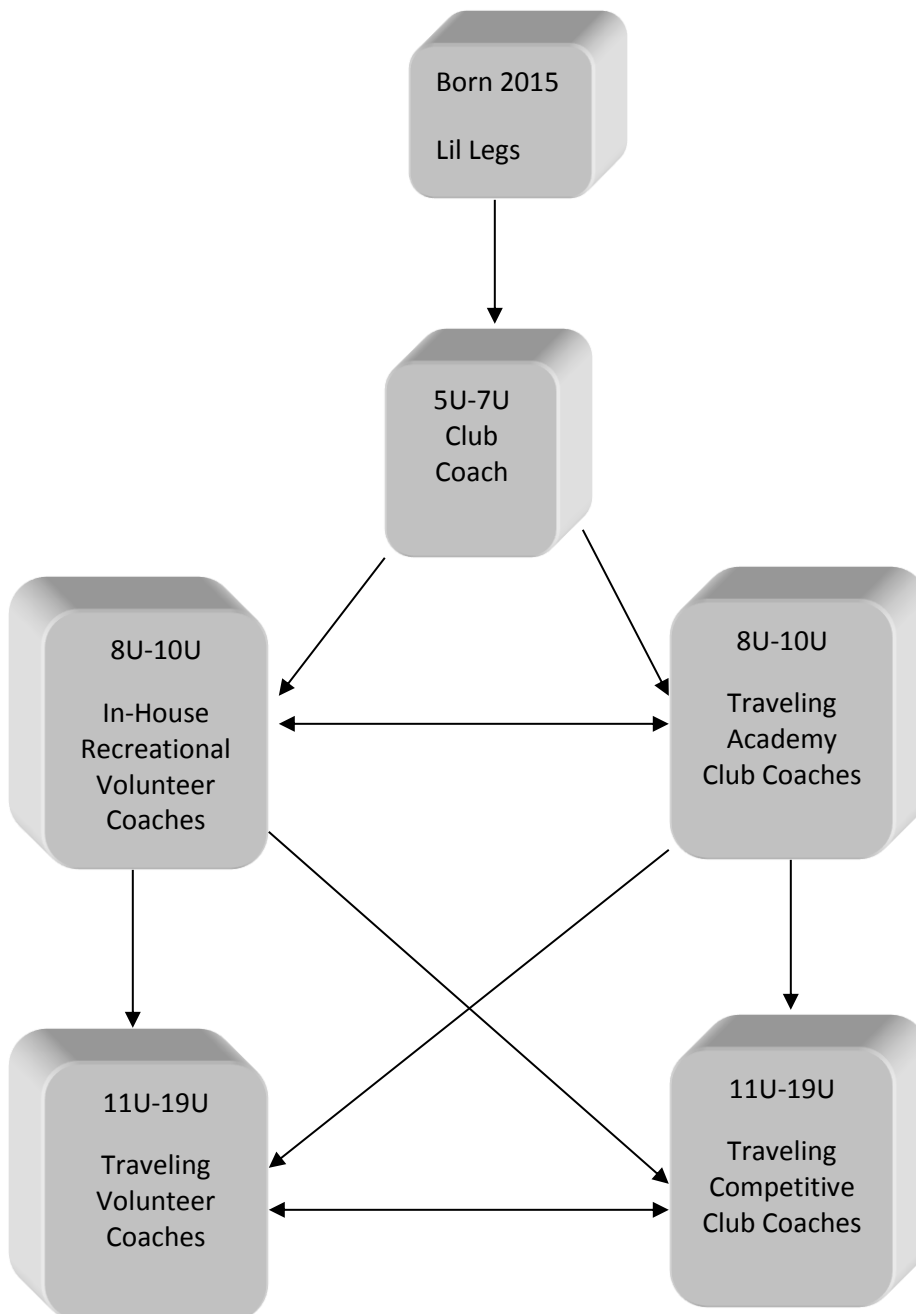 Born 2015
Lil Legs
5U-7U
Club
Coach
8U-10U
In-House
Recreational
Volunteer
Coaches
8U-10U
Traveling
Academy
Club Coaches
11U-19U
Traveling
Volunteer
Coaches
11U-19U
Traveling
Competitive
Club Coaches